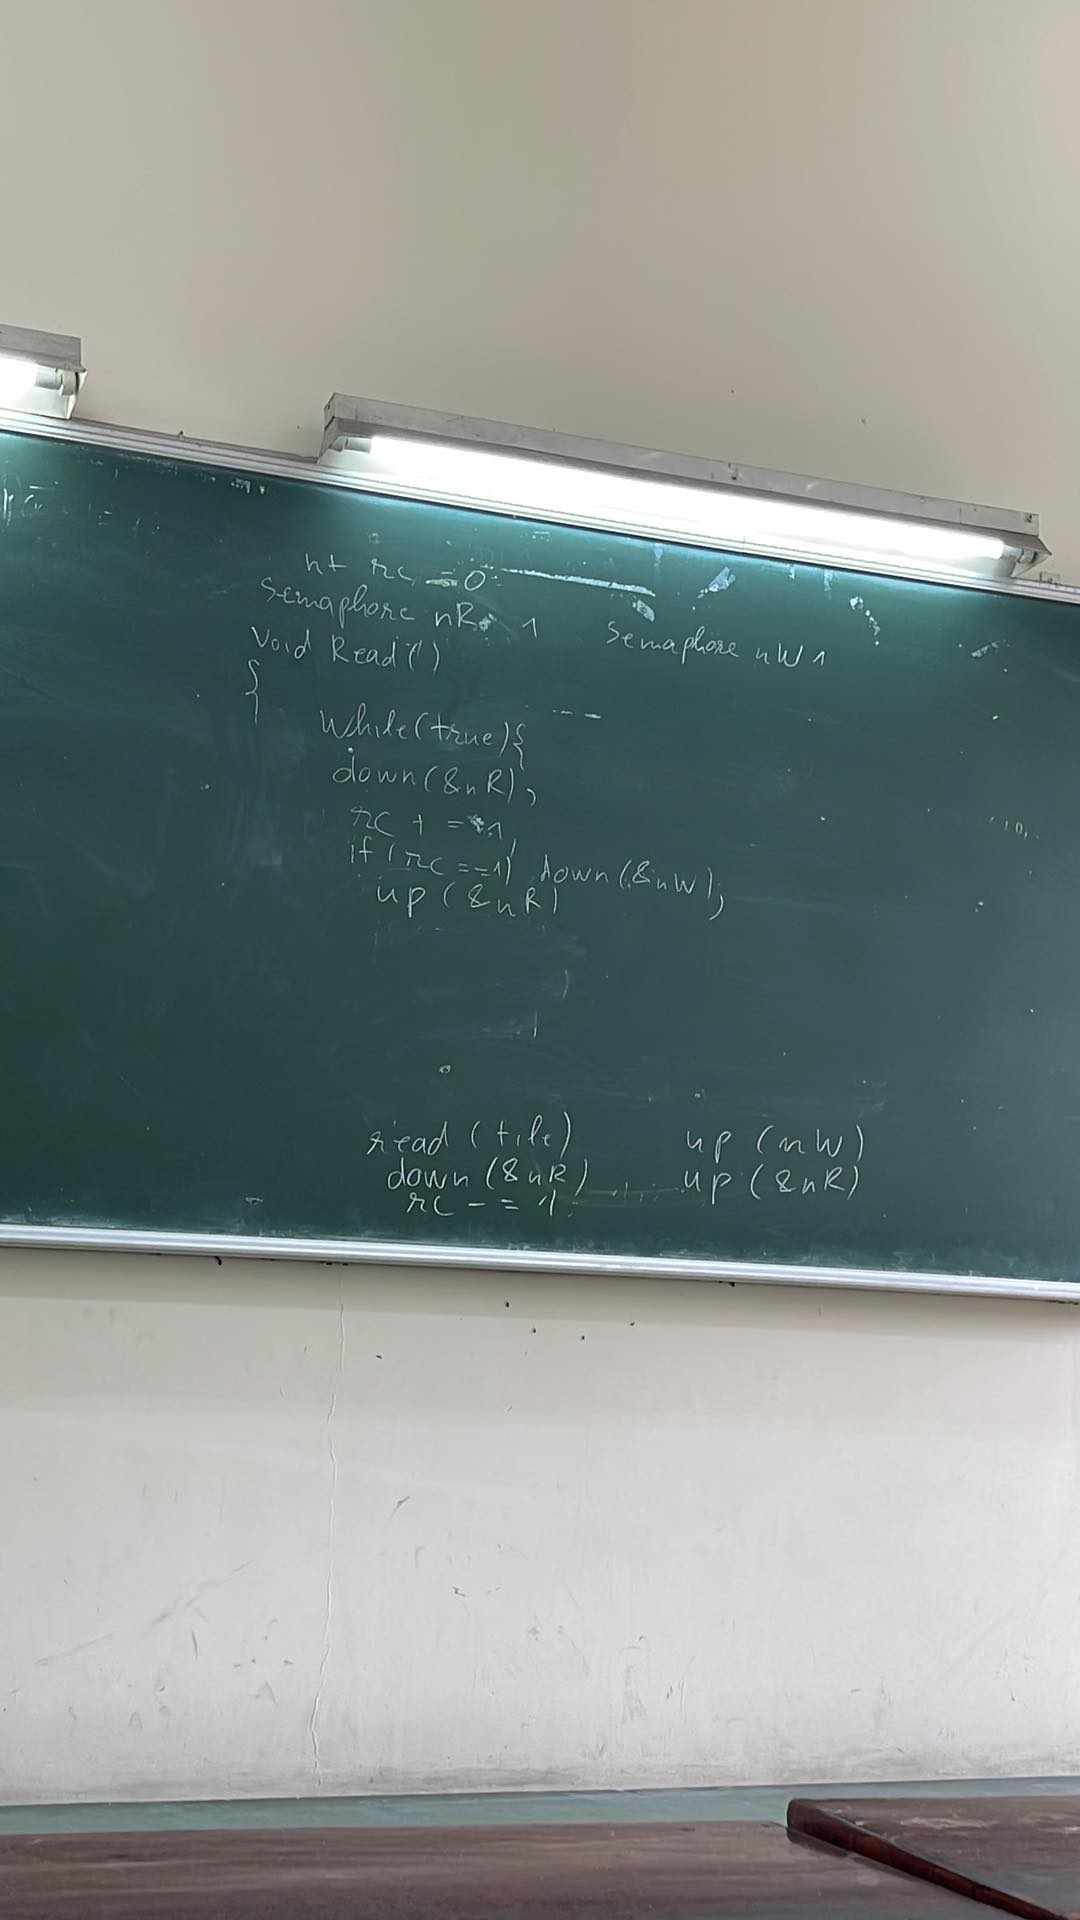 nt rc = 0
Semaphore nR 1 Semaphore nW 1
Void Read()
{
While(true){
down(&nR);
rc += 1;
if (rc == 1) down(&nW);
up(&nR)
read (file) up (nW)
down (&nR) up (&nR)
rc -= 1